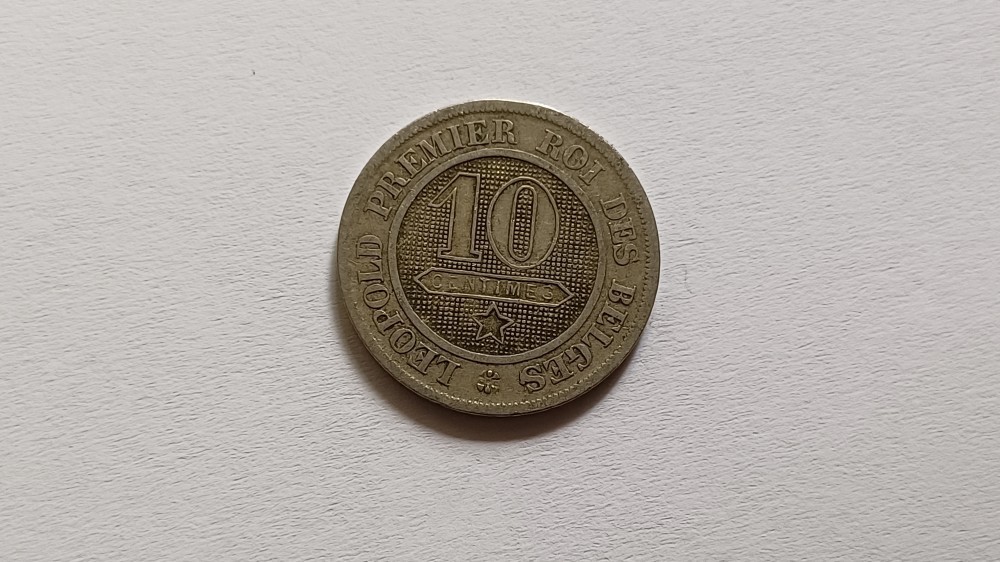 LEOPOLD PREMIER ROI DES BELGES
10
CENTIMES